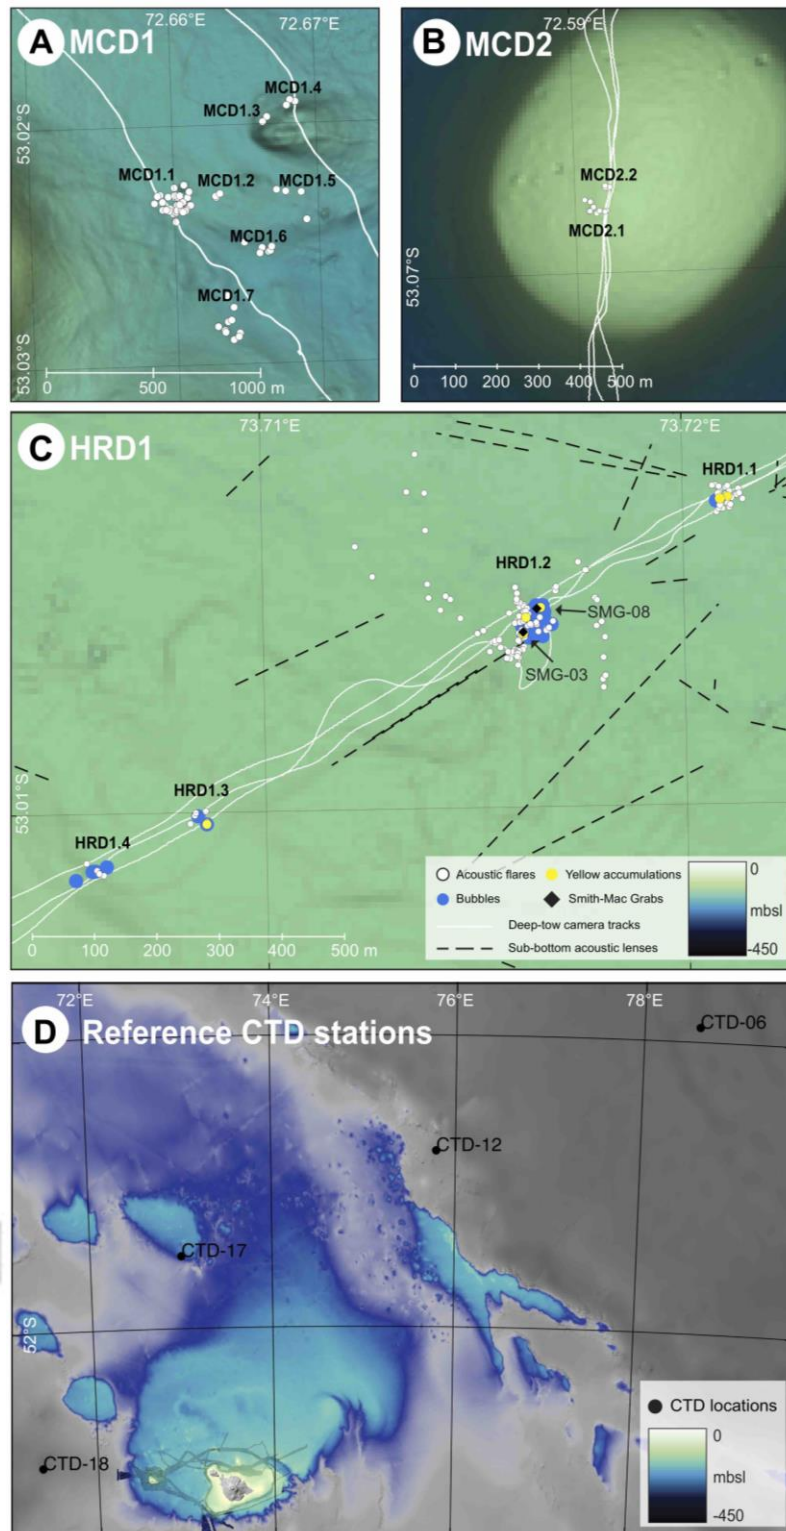 A MCD1
72.66°E
72.67°E
53.02°S
53.03°S
MCD1.4
MCD1.3
MCD1.1
MCD1.2
MCD1.5
MCD1.6
MCD1.7
0 500 1000 m
B MCD2
72.59°E
MCD2.2
MCD2.1
53.07°S
0 100 200 300 400 500 m
C HRD1
73.71°E
73.72°E
HRD1.1
HRD1.2
SMG-08
SMG-03
53.01°S
HRD1.3
HRD1.4
0 100 200 300 400 500 m
Acoustic flares
Yellow accumulations
Bubbles
Smith-Mac Grabs
Deep-tow camera tracks
Sub-bottom acoustic lenses
0
mbsl
-450
72°E 74°E 76°E 78°E
D Reference CTD stations
CTD-06
CTD-12
CTD-17
52°S
CTD-18
CTD locations
0
mbsl
-450